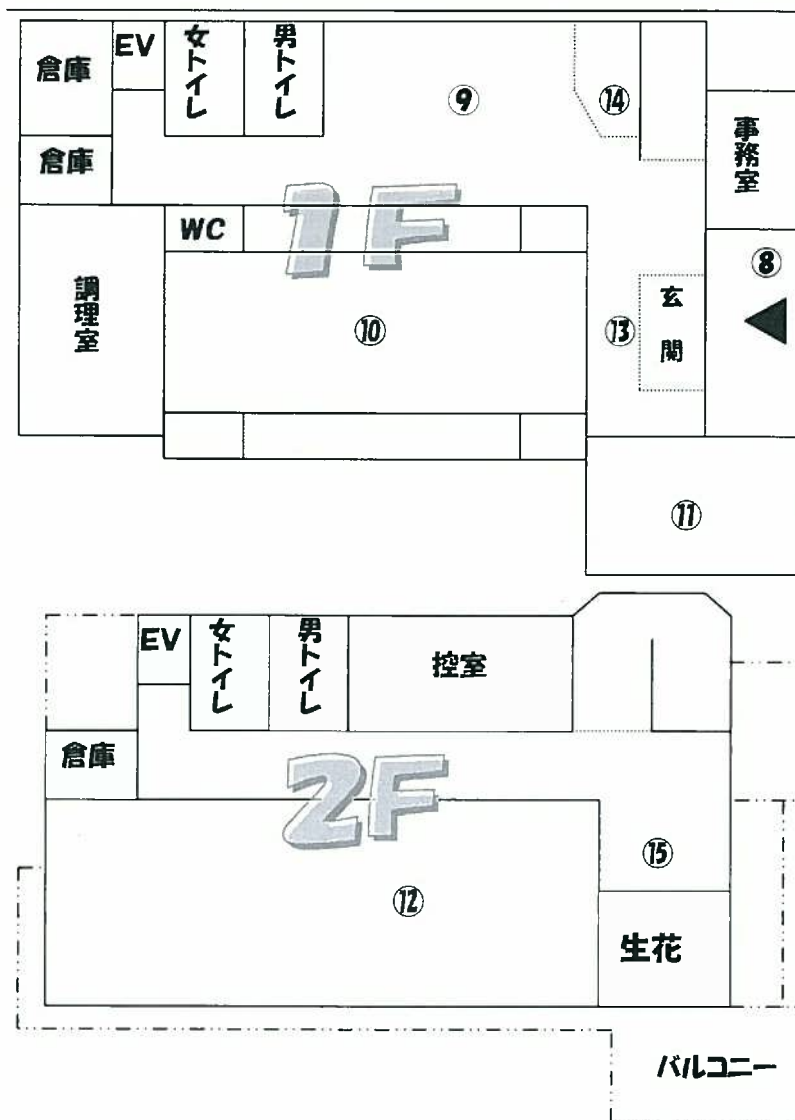 倉庫
EV
女トイレ
男トイレ
⑨
⑭
事務室
倉庫
1F
WC
⑧
調理室
⑩
⑬
玄関
⑪
EV
女トイレ
男トイレ
控室
倉庫
2F
⑮
⑫
生花
バルコニー